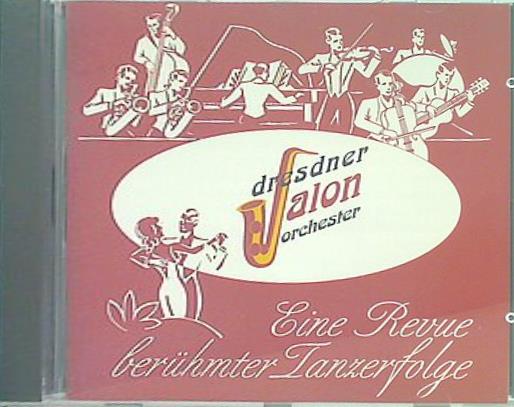 dresdner
Salon
orchester
Eine Revue
berühmter Tanzerfolge